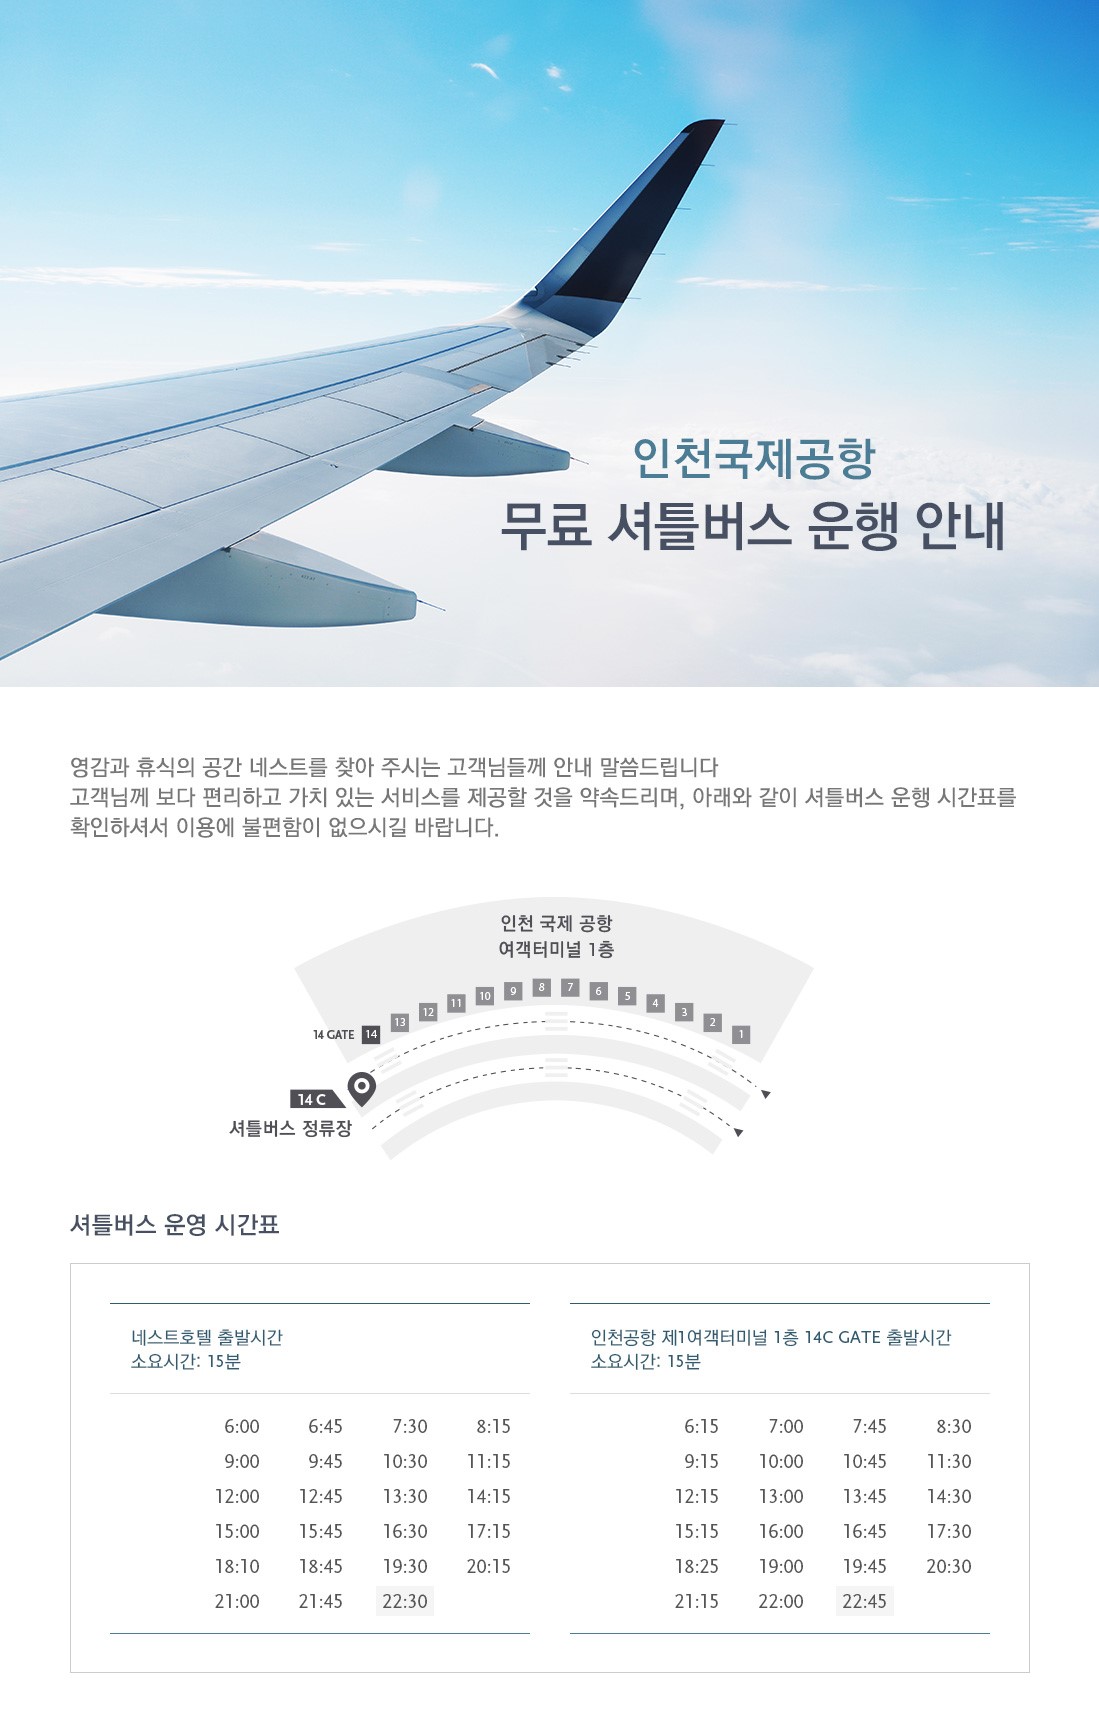 인천국제공항
무료 셔틀버스 운행 안내
영감과 휴식의 공간 네스트를 찾아 주시는 고객님들께 안내 말씀드립니다
고객님께 보다 편리하고 가치 있는 서비스를 제공할 것을 약속드리며, 아래와 같이 셔틀버스 운행 시간표를
확인하셔서 이용에 불편함이 없으시길 바랍니다.
인천 국제 공항
여객터미널 1층
14 GATE 14 13 12 11 10 9 8 7 6 5 4 3 2 1
14 C
셔틀버스 정류장
셔틀버스 운영 시간표
네스트호텔 출발시간
소요시간: 15분
6:00 6:45 7:30 8:15
9:00 9:45 10:30 11:15
12:00 12:45 13:30 14:15
15:00 15:45 16:30 17:15
18:10 18:45 19:30 20:15
21:00 21:45 22:30
인천공항 제1여객터미널 1층 14C GATE 출발시간
소요시간: 15분
6:15 7:00 7:45 8:30
9:15 10:00 10:45 11:30
12:15 13:00 13:45 14:30
15:15 16:00 16:45 17:30
18:25 19:00 19:45 20:30
21:15 22:00 22:45